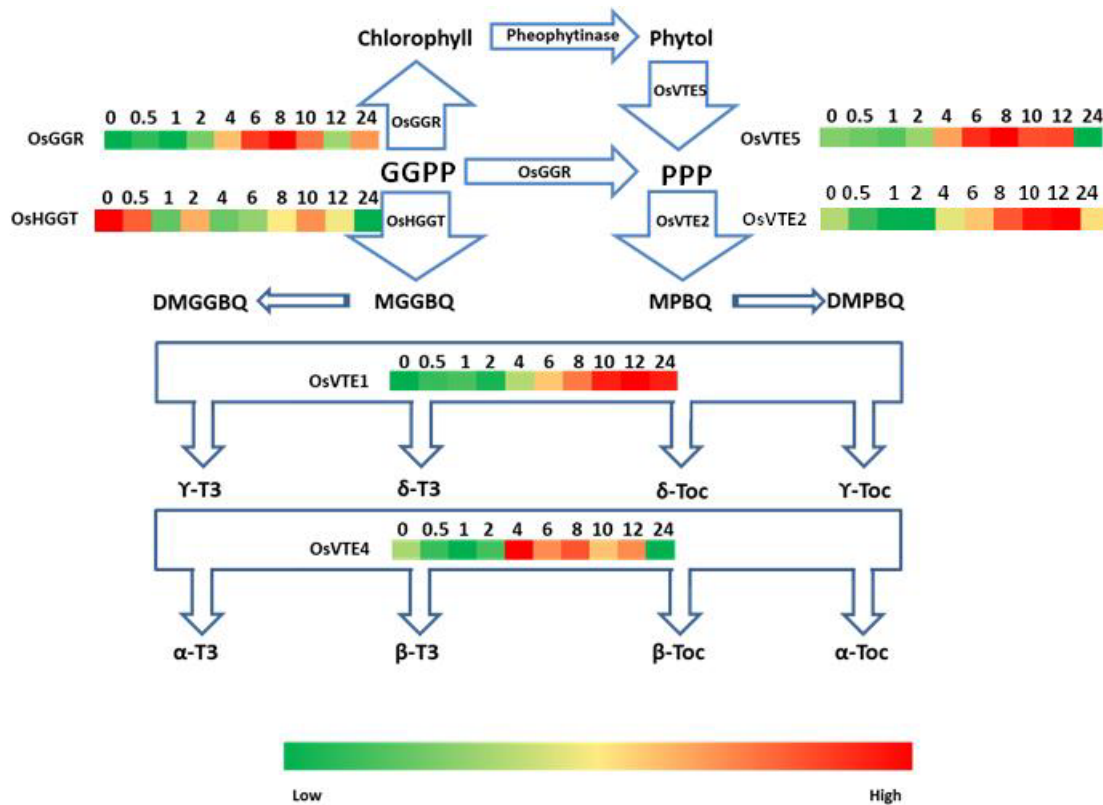 Chlorophyll Pheophytinase Phytol
OsVTE5
OsGGR
0 0.5 1 2 4 6 8 10 12 24
OsGGR
0 0.5 1 2 4 6 8 10 12 24
OsVTE5
GGPP OsGGR PPP
0 0.5 1 2 4 6 8 10 12 24
OsHGGT
OsHGGT
OsVTE2
0 0.5 1 2 4 6 8 10 12 24
OsVTE2
DMGGBQ MGGBQ MPBQ DMPBQ
0 0.5 1 2 4 6 8 10 12 24
OsVTE1
ϒ-T3 δ-T3 δ-Toc ϒ-Toc
0 0.5 1 2 4 6 8 10 12 24
OsVTE4
α-T3 β-T3 β-Toc α-Toc
Low High